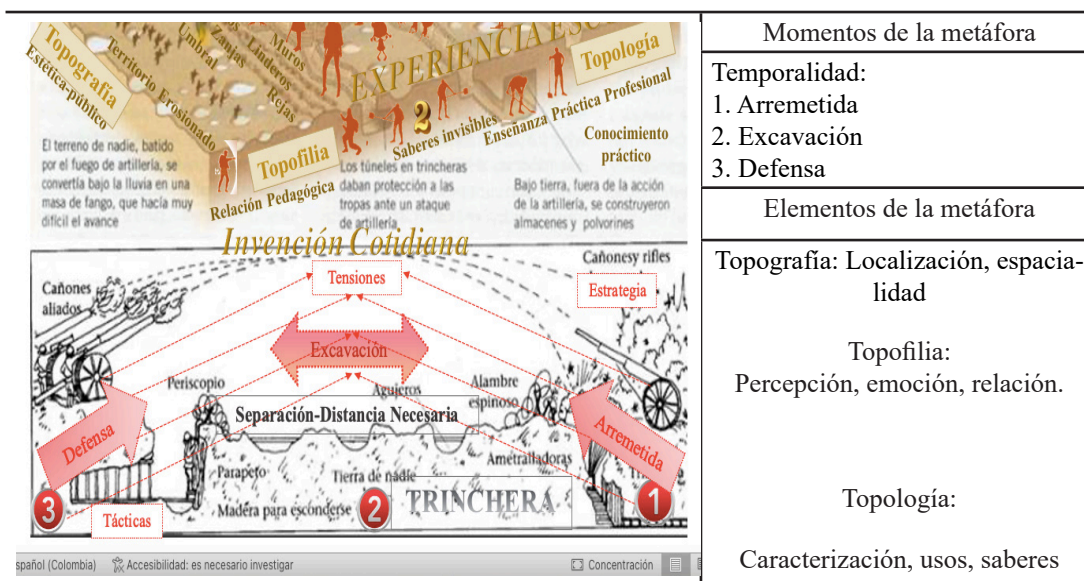 Topografía
Estética-público
Territorio Erosionado
Umbral
Zanjas
Linderos
Muros
Rejas
EXPERIENCIA ES
Topología
Topofilia
Relación Pedagógica
2
Saberes invisibles
Enseñanza Práctica Profesional
Conocimiento
práctico
El terreno de nadie, batido
por el fuego de artillería, se
convertía bajo la lluvia en una
masa de fango, que hacía muy
difícil el avance
Los túneles en trincheras
daban protección a las
tropas ante un ataque
de artillería
Bajo tierra, fuera de la acción
de la artillería, se construyeron
almacenes y polvorines
Invención Cotidiana
Cañones
aliados
Tensiones
Cañonesy rifles
Estrategia
Excavación
Periscopio
Agujeros
Alambre
espinoso
Separación-Distancia Necesaria
Defensa
Arremetida
Parapeto
Tierra de nadie
Ametralladoras
Madera para esconderse
TRINCHERA
3
Tácticas
2
1
spañol (Colombia)
Accesibilidad: es necesario investigar
Concentración
Momentos de la metáfora
Temporalidad:
1. Arremetida
2. Excavación
3. Defensa
Elementos de la metáfora
Topografía: Localización, espacia-
lidad
Topofilia:
Percepción, emoción, relación.
Topología:
Caracterización, usos, saberes